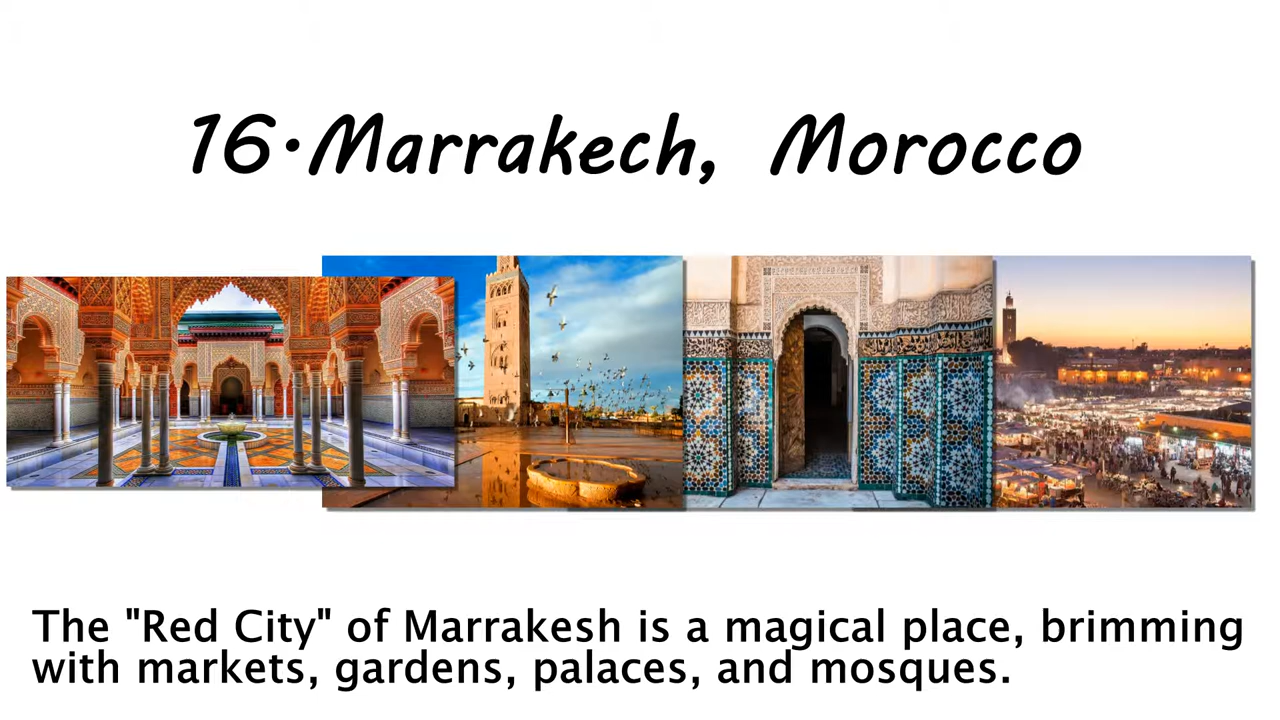 16.Marrakech, Morocco
The "Red City" of Marrakesh is a magical place, brimming
with markets, gardens, palaces, and mosques.